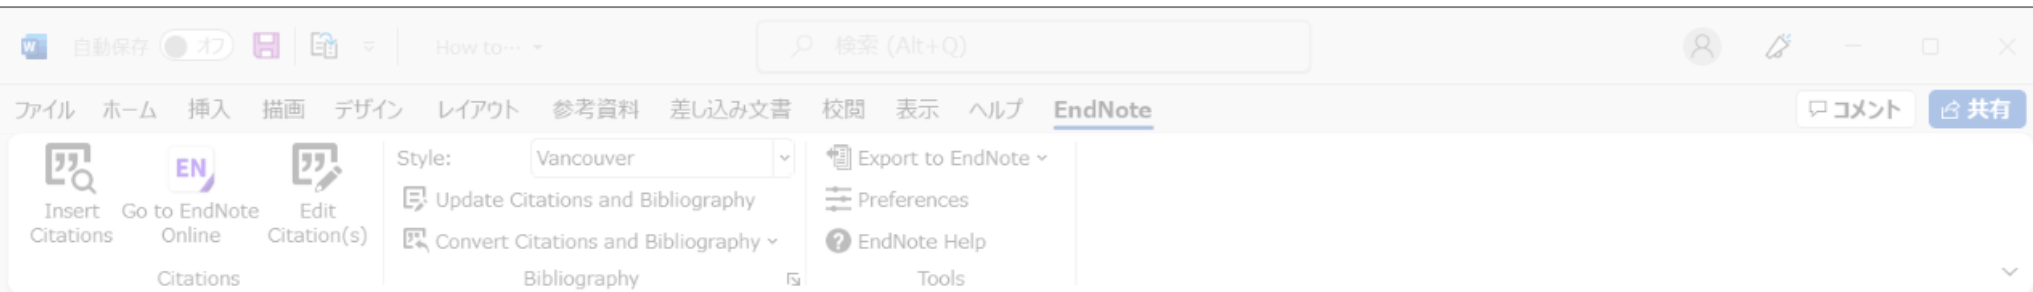 自動保存 オフ How to… 検索 (Alt+Q)
ファイル ホーム 挿入 描画 デザイン レイアウト 参考資料 差し込み文書 校閲 表示 ヘルプ EndNote コメント 共有
Insert Citations
EN Go to EndNote Online
Edit Citation(s)
Citations
Style: Vancouver
Update Citations and Bibliography
Convert Citations and Bibliography
Bibliography
Export to EndNote
Preferences
EndNote Help
Tools